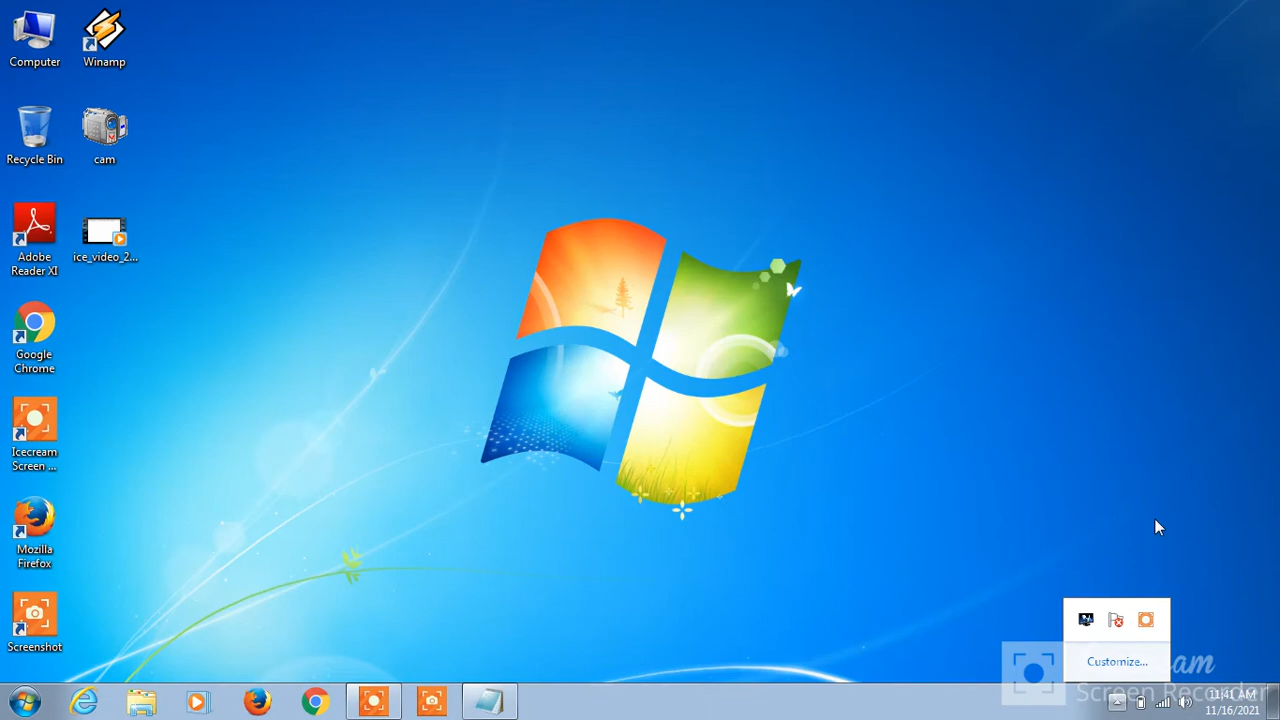 Computer
Winamp
Recycle Bin
cam
Adobe
Reader XI
ice_video_2...
Google
Chrome
Icecream
Screen ...
Mozilla
Firefox
Screenshot
Customize...
am
Screen Recorder
11:41 AM
11/16/2021